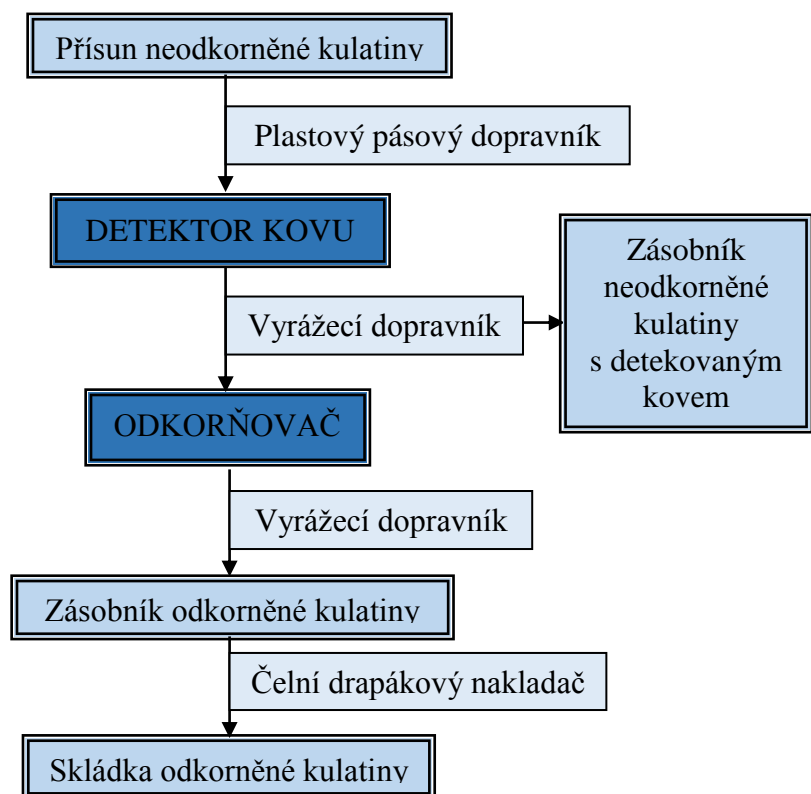 Přísun neodkorněné kulatiny
Plastový pásový dopravník
DETEKTOR KOVU
Zásobník
neodkorněné
kulatiny
s detekovaným
kovem
Vyrážecí dopravník
ODKORŇOVAČ
Vyrážecí dopravník
Zásobník odkorněné kulatiny
Čelní drapákový nakladač
Skládka odkorněné kulatiny